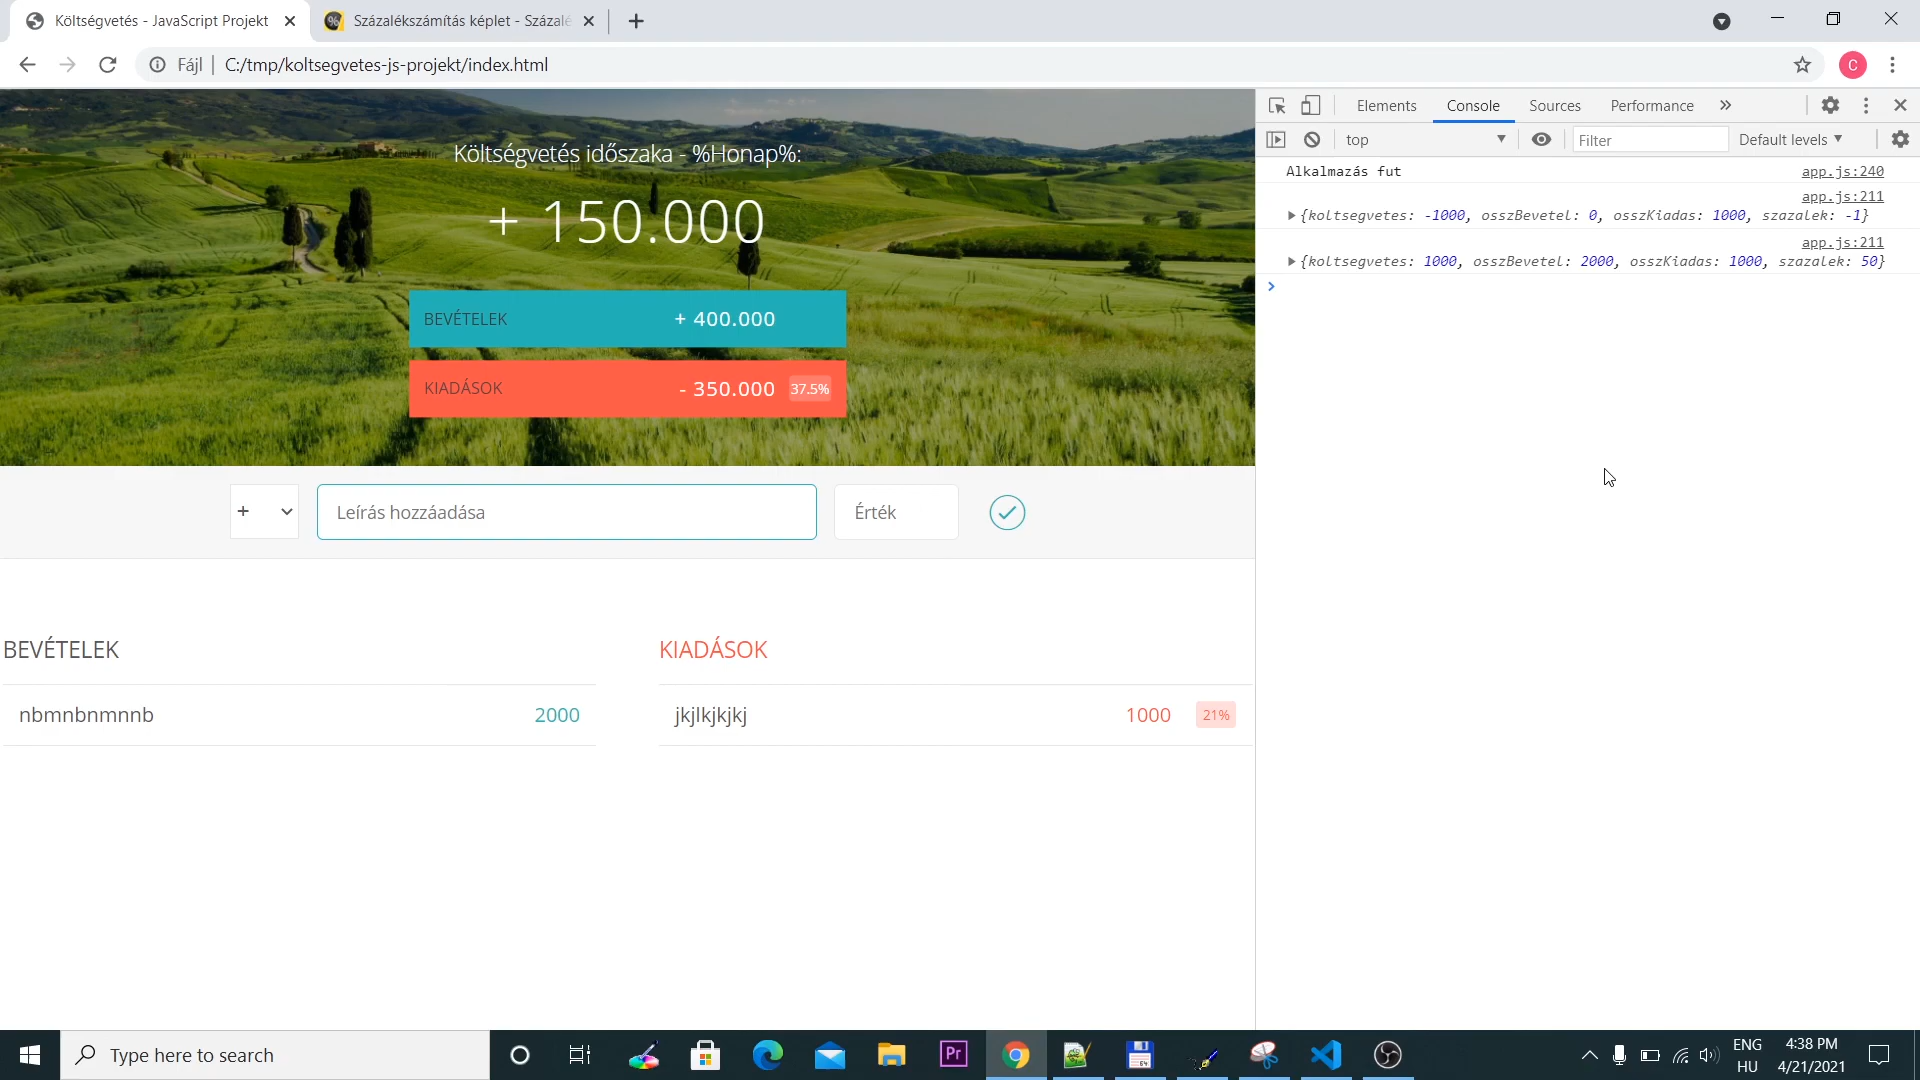 Költségvetés - JavaScript Projekt
Százalékszámítás képlet - Százalé
Fájl
C:/tmp/koltsegvetes-js-projekt/index.html
C
Költségvetés időszaka - %Honap%:
+ 150.000
BEVÉTELEK + 400.000
KIADÁSOK - 350.000 37.5%
+
Leírás hozzáadása
Érték
BEVÉTELEK
nbmnbnmnnb 2000
KIADÁSOK
jkjlkjkjkj 1000 21%
Elements Console Sources Performance
top Filter Default levels
Alkalmazás fut app.js:240
app.js:211
{koltsegvetes: -1000, osszBevetel: 0, osszKiadas: 1000, szazalek: -1}
app.js:211
{koltsegvetes: 1000, osszBevetel: 2000, osszKiadas: 1000, szazalek: 50}
Type here to search
Pr
64
ENG
HU
4:38 PM
4/21/2021